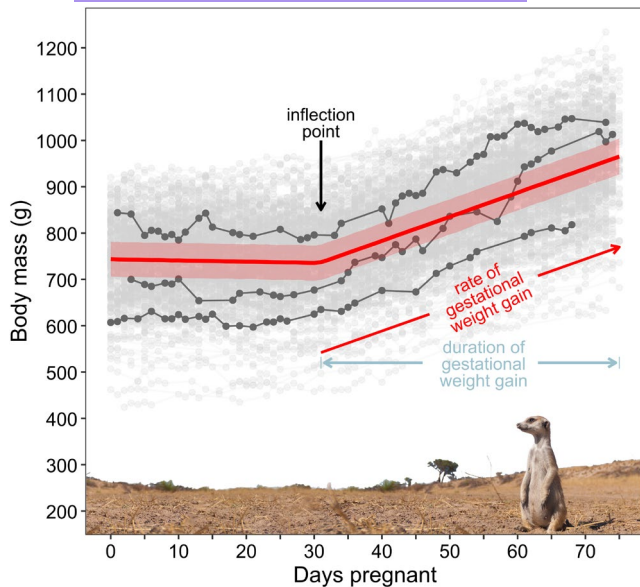 1200
1100
1000
900
800
700
600
500
400
300
200
Body mass (g)
inflection
point
rate of
gestational
weight gain
duration of
gestational
weight gain
0 10 20 30 40 50 60 70
Days pregnant